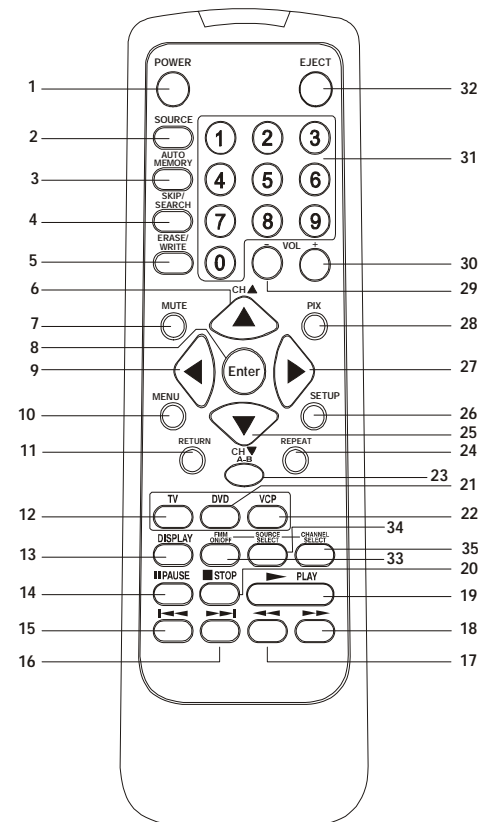 POWER EJECT
1 32
SOURCE
2 1 2 3 31
AUTO
MEMORY
3 4 5 6
SKIP/
SEARCH
4 7 8 9
ERASE/
WRITE
5 0 – VOL + 30
29
6 CH▲
MUTE PIX
7 28
8
9 Enter 27
MENU SETUP
10 26
25
RETURN CH▼ REPEAT
11 A-B 24
23
21
TV DVD VCP
12 22
34
DISPLAY FMM ON/OFF SOURCE SELECT CHANNEL SELECT
13 35
33
20
PAUSE STOP PLAY
14 19
15 18
16 17